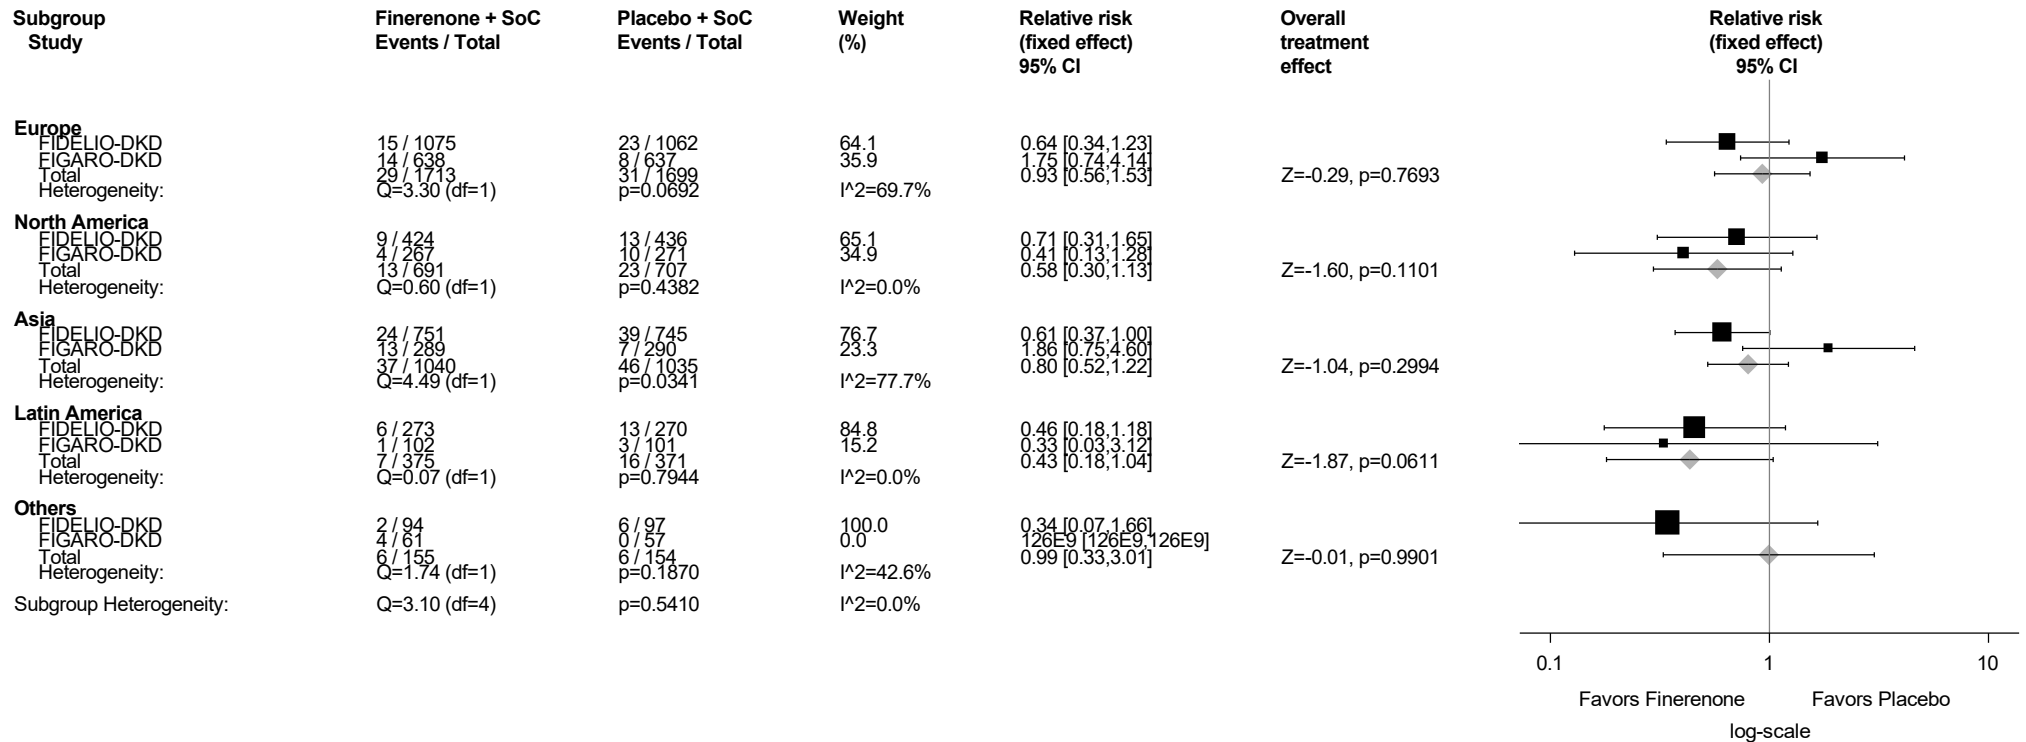 Subgroup Finerenone + SoC Placebo + SoC Weight Relative risk Overall Relative risk
Study Events / Total Events / Total (%) (fixed effect) treatment (fixed effect)
95% CI effect 95% CI
Europe
FIDELIO-DKD 15 / 1075 23 / 1062 64.1 0.64 [0.34,1.23]
FIGARO-DKD 14 / 638 8 / 637 35.9 1.75 [0.74,4.14]
Total 29 / 1713 31 / 1699 0.93 [0.56,1.53] Z=-0.29, p=0.7693
Heterogeneity: Q=3.30 (df=1) p=0.0692 I^2=69.7%
North America
FIDELIO-DKD 9 / 424 13 / 436 65.1 0.71 [0.31,1.65]
FIGARO-DKD 4 / 267 10 / 271 34.9 0.41 [0.13,1.28]
Total 13 / 691 23 / 707 0.58 [0.30,1.13] Z=-1.60, p=0.1101
Heterogeneity: Q=0.60 (df=1) p=0.4382 I^2=0.0%
Asia
FIDELIO-DKD 24 / 751 39 / 745 76.7 0.61 [0.37,1.00]
FIGARO-DKD 13 / 289 7 / 290 23.3 1.86 [0.75,4.60]
Total 37 / 1040 46 / 1035 0.80 [0.52,1.22] Z=-1.04, p=0.2994
Heterogeneity: Q=4.49 (df=1) p=0.0341 I^2=77.7%
Latin America
FIDELIO-DKD 6 / 273 13 / 270 84.8 0.46 [0.18,1.18]
FIGARO-DKD 1 / 102 3 / 101 15.2 0.33 [0.03,3.12]
Total 7 / 375 16 / 371 0.43 [0.18,1.04] Z=-1.87, p=0.0611
Heterogeneity: Q=0.07 (df=1) p=0.7944 I^2=0.0%
Others
FIDELIO-DKD 2 / 94 6 / 97 100.0 0.34 [0.07,1.66]
FIGARO-DKD 4 / 61 0 / 57 0.0 126E9 [126E9,126E9]
Total 6 / 155 6 / 154 0.99 [0.33,3.01] Z=-0.01, p=0.9901
Heterogeneity: Q=1.74 (df=1) p=0.1870 I^2=42.6%
Subgroup Heterogeneity: Q=3.10 (df=4) p=0.5410 I^2=0.0%
0.1 1 10
Favors Finerenone Favors Placebo
log-scale